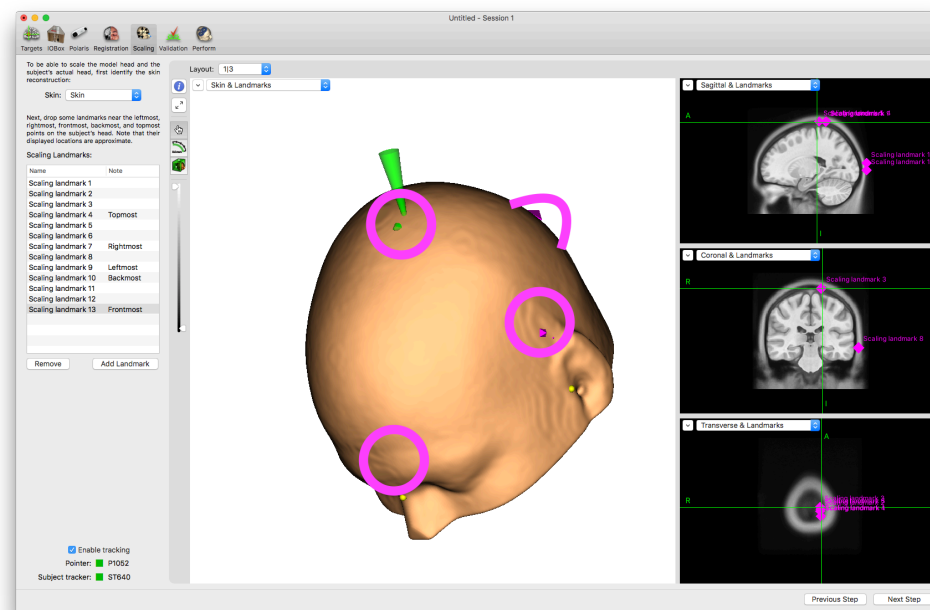 Untitled - Session 1
Targets IOBox Polaris Registration Scaling Validation Perform
To be able to scale the model head and the
subject's actual head, first identify the skin
reconstruction:
Skin: Skin
Next, drop some landmarks near the leftmost,
rightmost, frontmost, backmost, and topmost
points on the subject's head. Note that their
displayed locations are approximate.
Scaling Landmarks:
Name Note
Scaling landmark 1
Scaling landmark 2
Scaling landmark 3
Scaling landmark 4 Topmost
Scaling landmark 5
Scaling landmark 6
Scaling landmark 7 Rightmost
Scaling landmark 8
Scaling landmark 9 Leftmost
Scaling landmark 10 Backmost
Scaling landmark 11
Scaling landmark 12
Scaling landmark 13 Frontmost
Remove Add Landmark
Enable tracking
Pointer: P1052
Subject tracker: ST640
Layout: 1|3
Skin & Landmarks
Sagittal & Landmarks
A
Scaling landmark 1
Scaling landmark 1
I
Coronal & Landmarks
R
Scaling landmark 3
Scaling landmark 8
I
Transverse & Landmarks
A
R
Previous Step Next Step